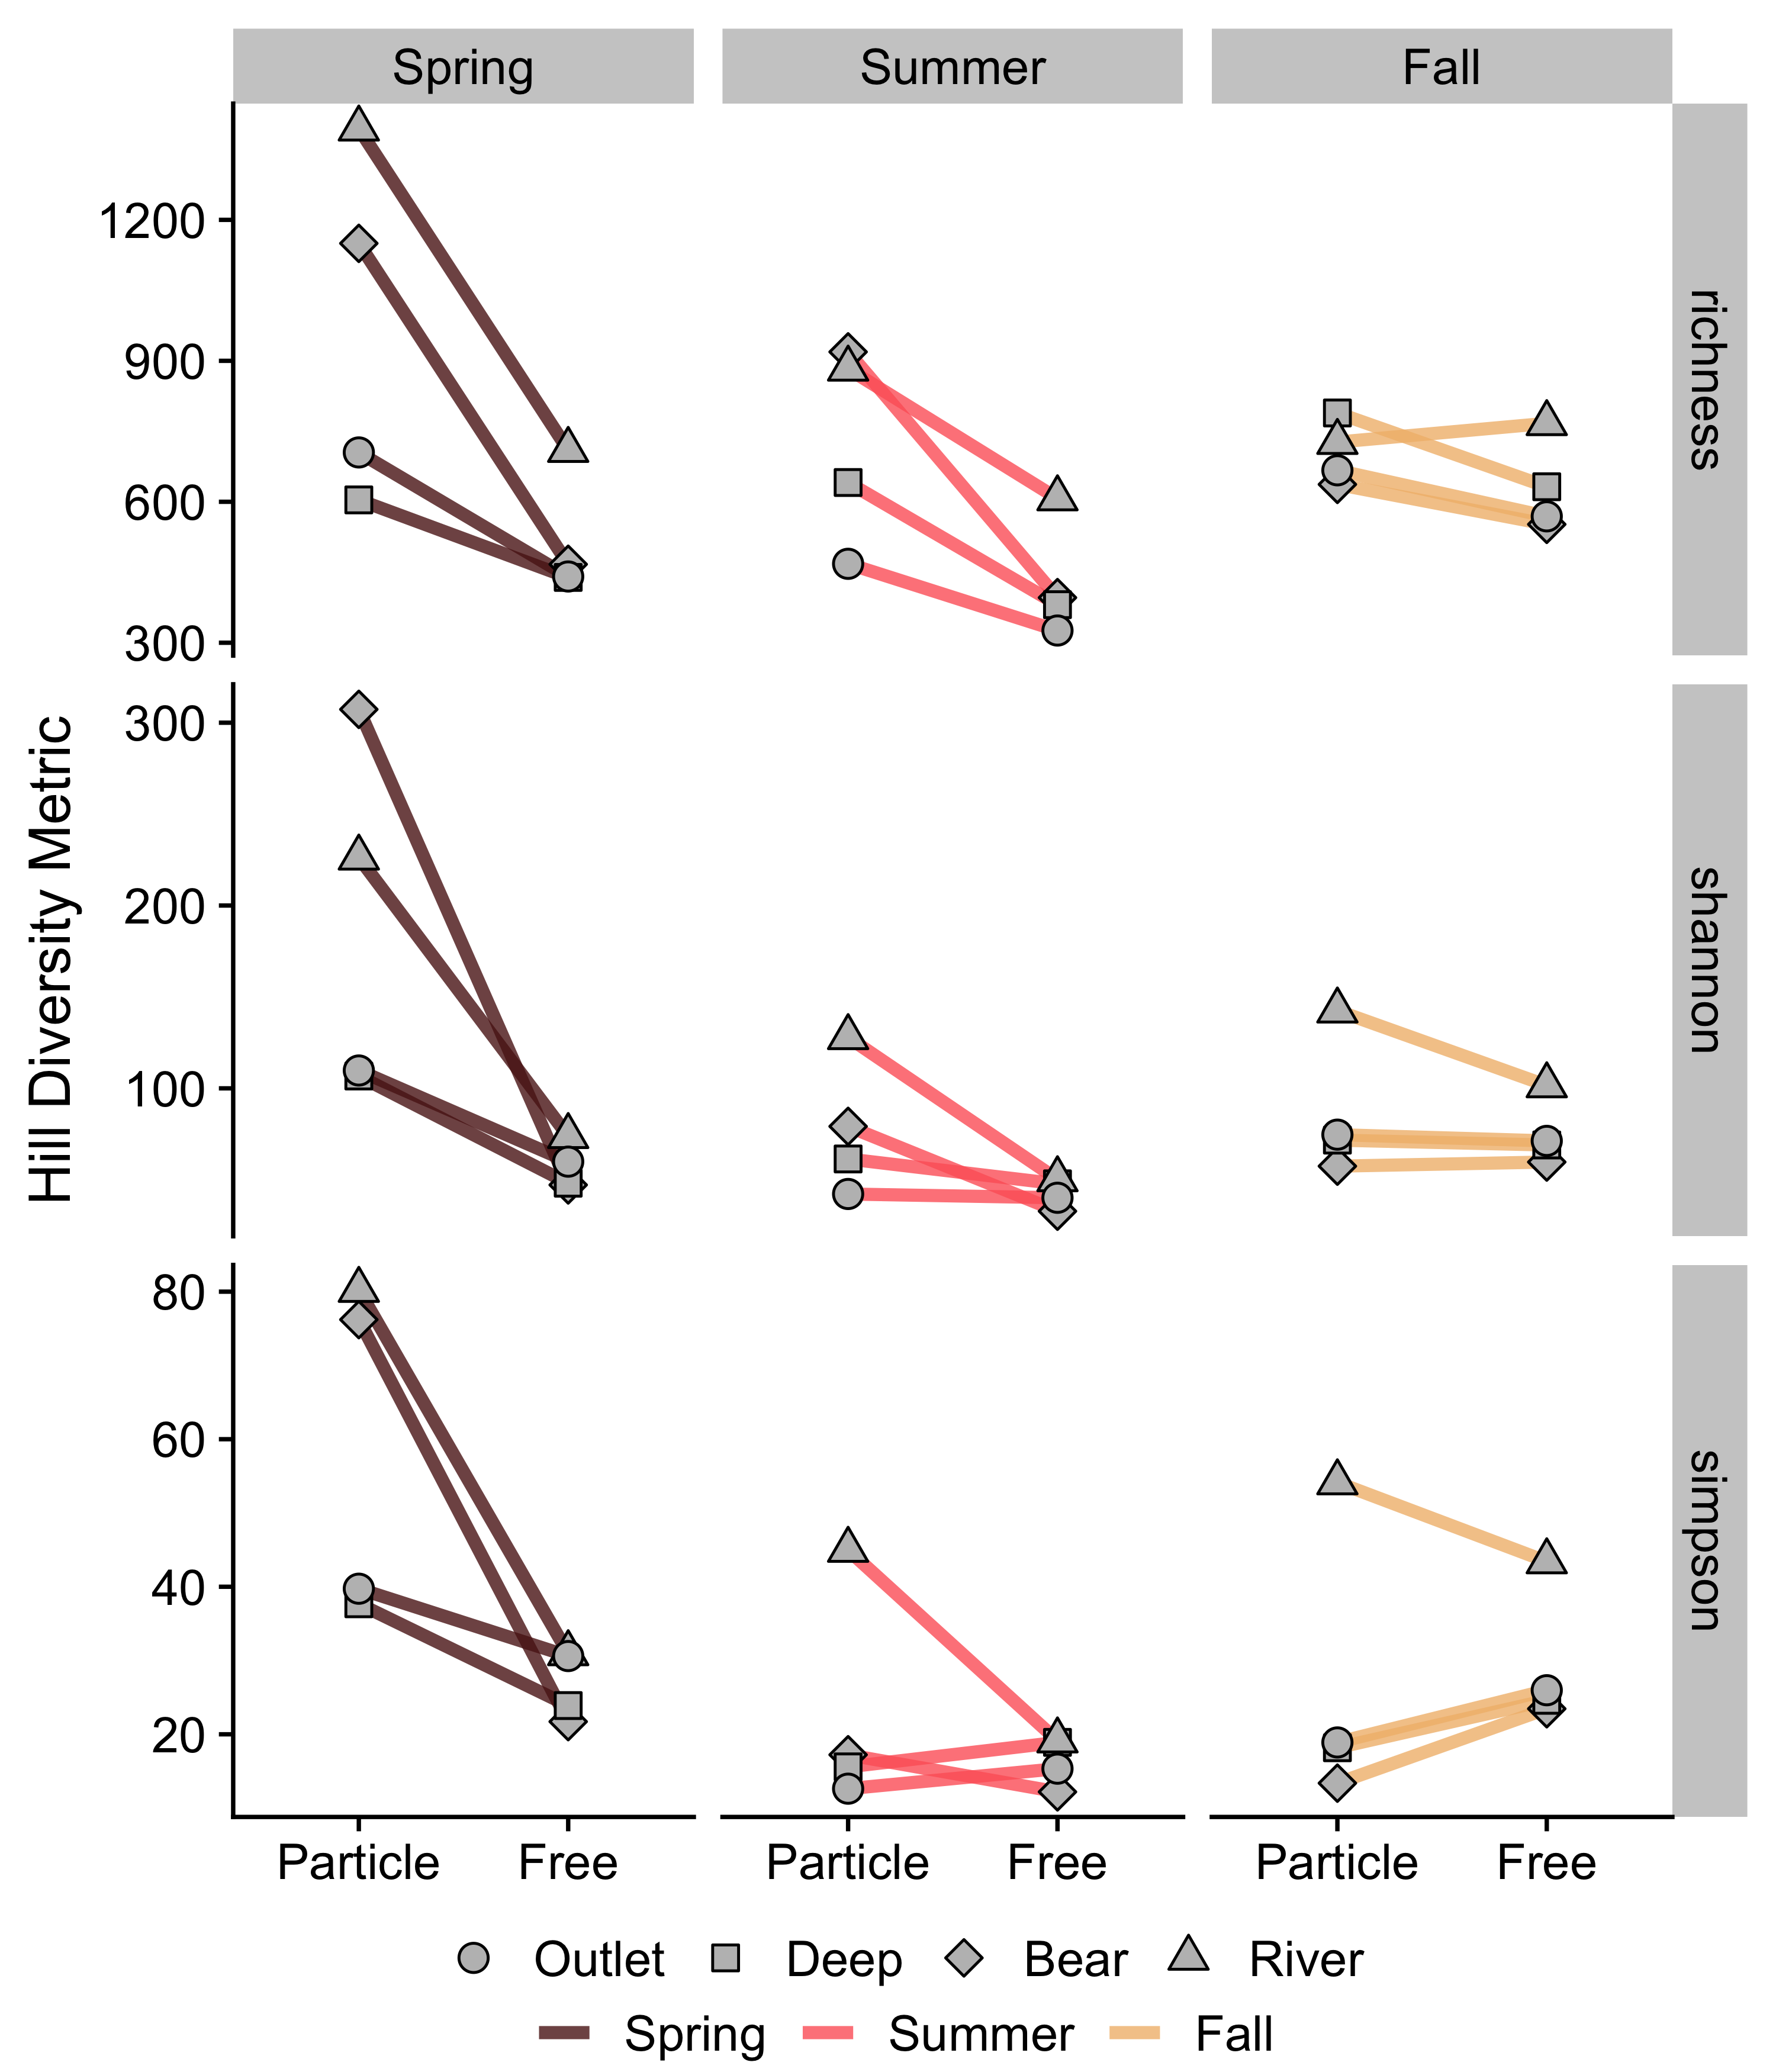 Spring Summer Fall
1200
900
600
300
richness
Hill Diversity Metric
300
200
100
shannon
80
60
40
20
simpson
Particle Free Particle Free Particle Free
Outlet Deep Bear River
Spring Summer Fall